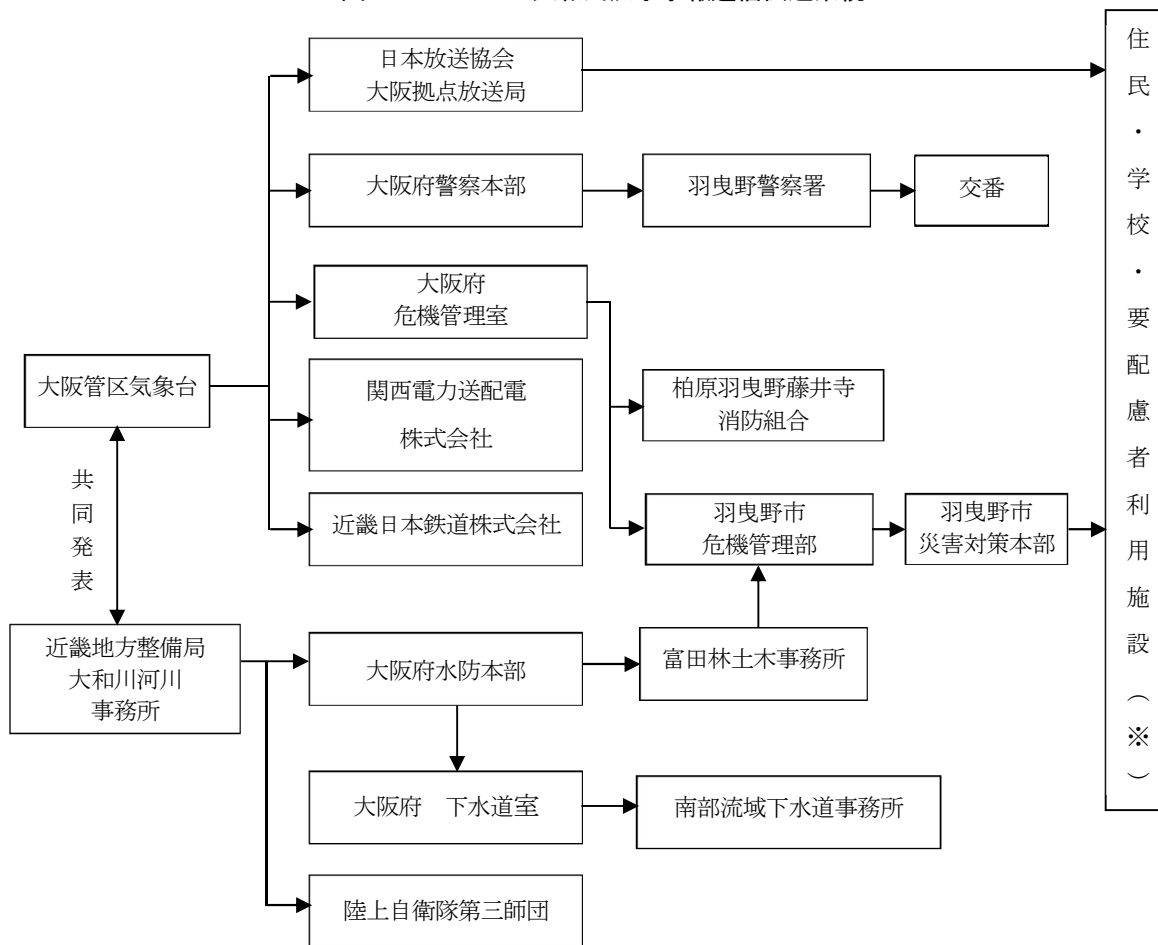 日本放送協会
大阪拠点放送局
大阪府警察本部
羽曳野警察署
交番
大阪府
危機管理室
大阪管区気象台
関西電力送配電
株式会社
柏原羽曳野藤井寺
消防組合
近畿日本鉄道株式会社
羽曳野市
危機管理部
羽曳野市
災害対策本部
共同発表
近畿地方整備局
大和川河川
事務所
大阪府水防本部
富田林土木事務所
大阪府　下水道室
南部流域下水道事務所
陸上自衛隊第三師団
住民・学校・要配慮者利用施設（※）